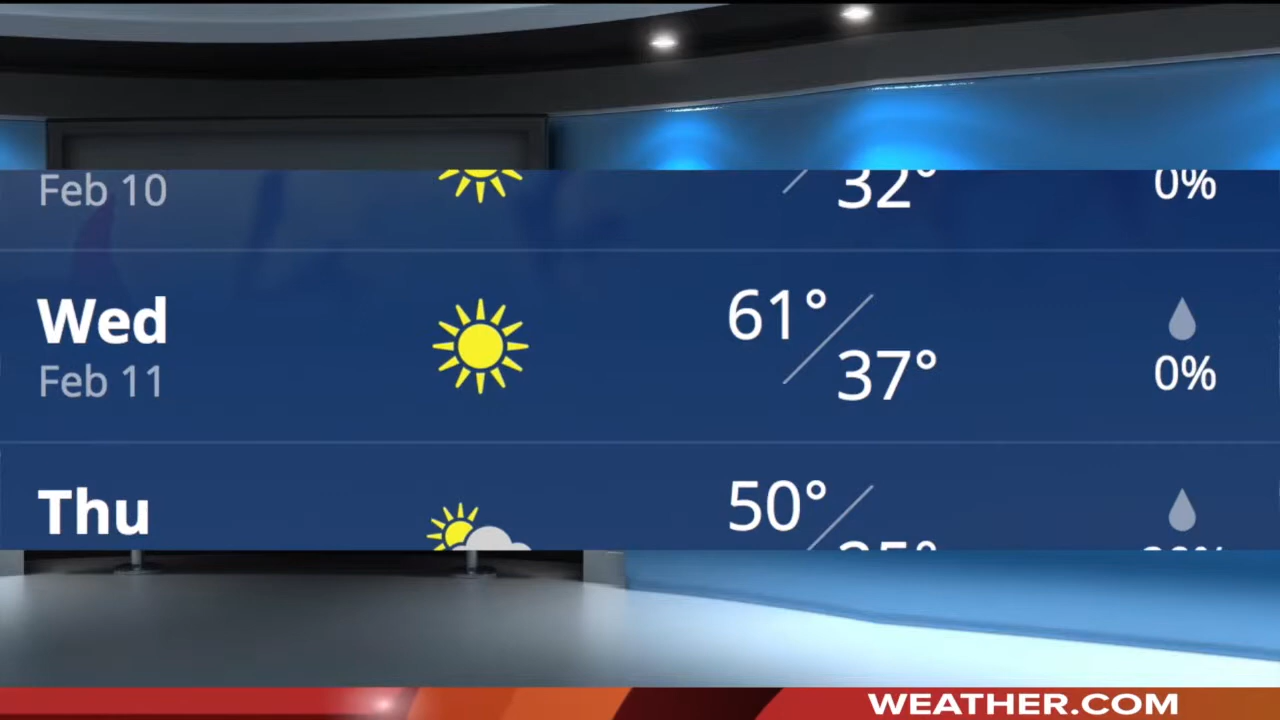 Feb 10
32°
0%
Wed
Feb 11
61°
37°
0%
Thu
50°
WEATHER.COM